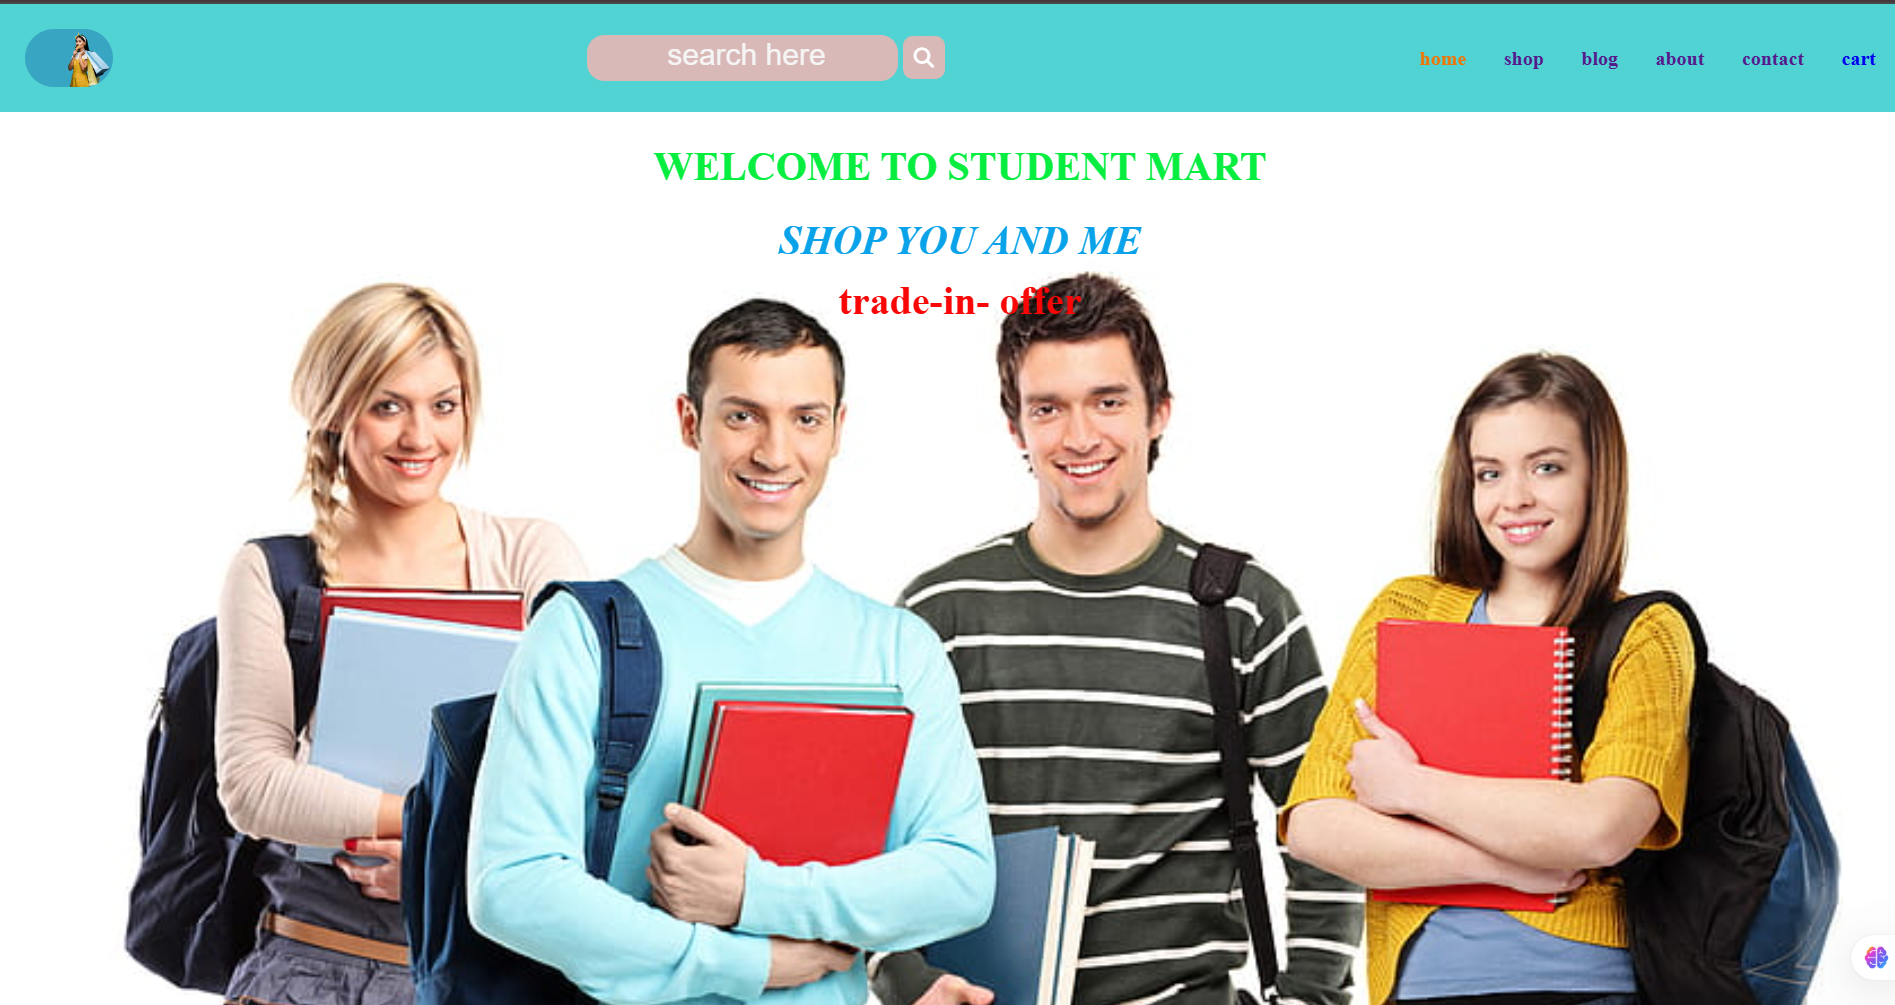 search here
home shop blog about contact cart
WELCOME TO STUDENT MART
SHOP YOU AND ME
trade-in- offer